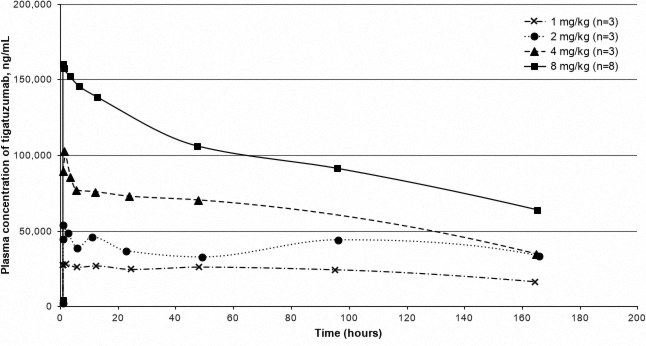 Plasma concentration of tigatuzumab, ng/mL
200,000
150,000
100,000
50,000
0
0 20 40 60 80 100 120 140 160 180 200
Time (hours)
1 mg/kg (n=3)
2 mg/kg (n=3)
4 mg/kg (n=3)
8 mg/kg (n=8)